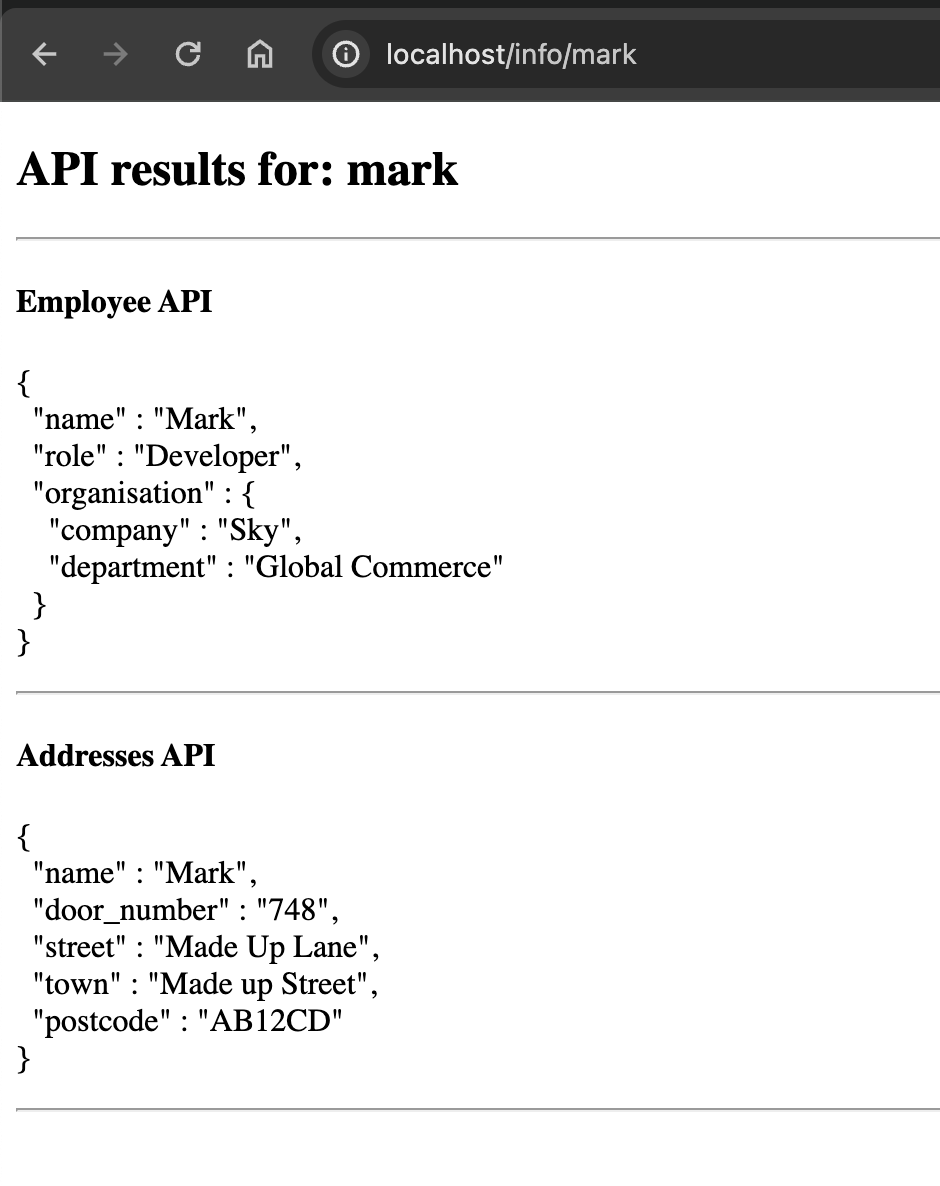 localhost/info/mark
API results for: mark
Employee API
{
"name" : "Mark",
"role" : "Developer",
"organisation" : {
"company" : "Sky",
"department" : "Global Commerce"
}
}
Addresses API
{
"name" : "Mark",
"door_number" : "748",
"street" : "Made Up Lane",
"town" : "Made up Street",
"postcode" : "AB12CD"
}